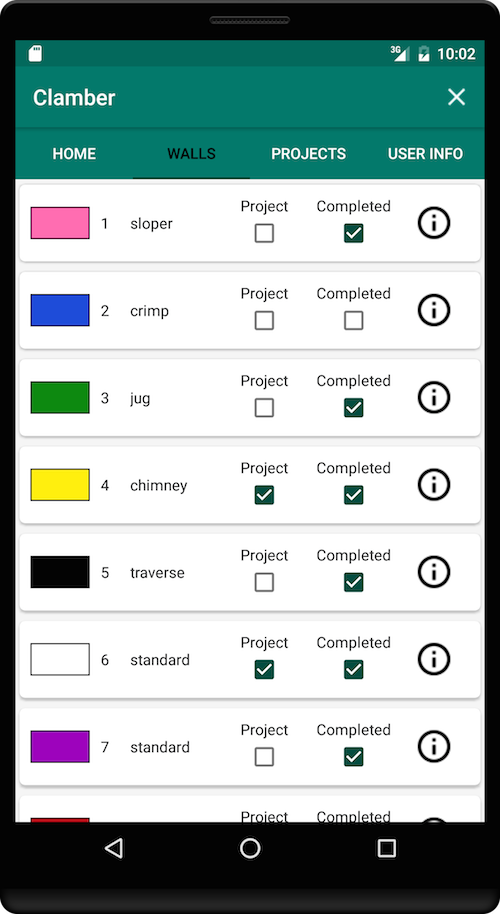 3G 10:02
Clamber
HOME WALLS PROJECTS USER INFO
Project Completed
1 sloper
Project Completed
2 crimp
Project Completed
3 jug
Project Completed
4 chimney
Project Completed
5 traverse
Project Completed
6 standard
Project Completed
7 standard
Project Completed